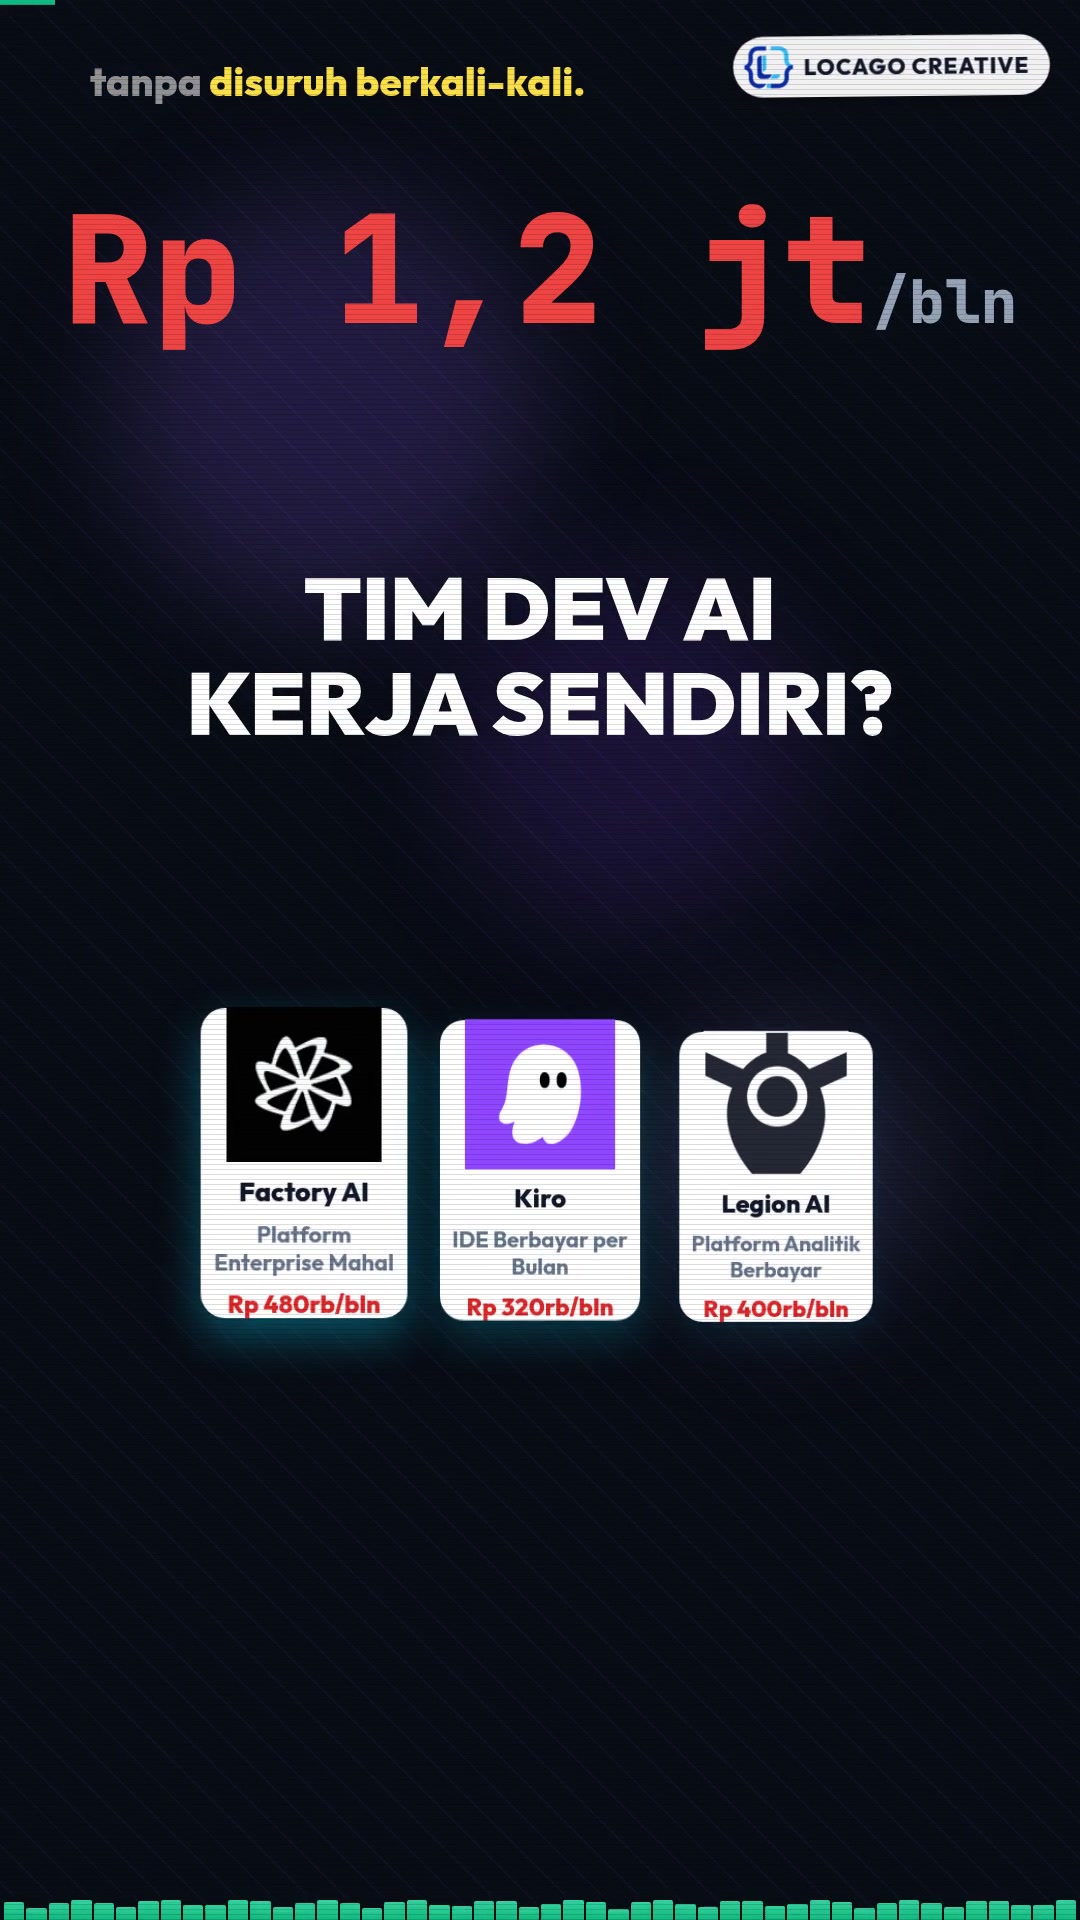 tanpa disuruh berkali-kali.
LOCAGO CREATIVE
Rp 1,2 jt/bln
TIM DEV AI
KERJA SENDIRI?
Factory AI
Platform
Enterprise Mahal
Rp 480rb/bln
Kiro
IDE Berbayar per
Bulan
Rp 320rb/bln
Legion AI
Platform Analitik
Berbayar
Rp 400rb/bln